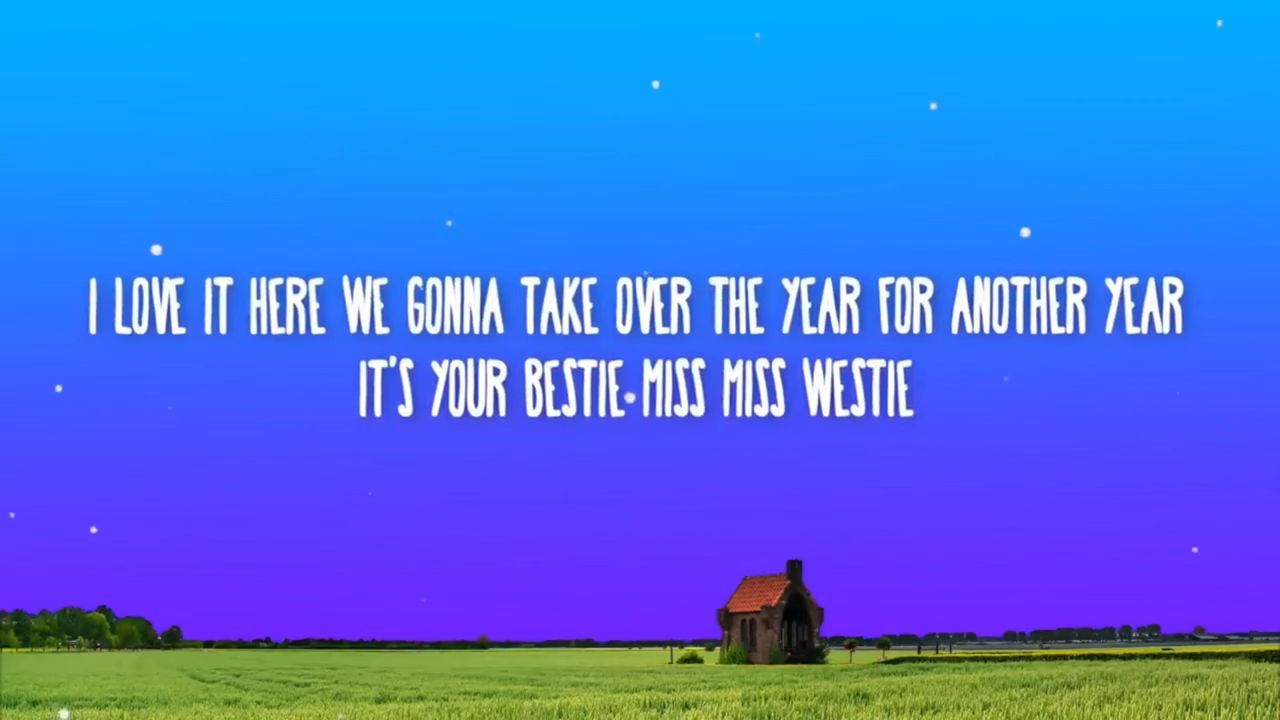 I LOVE IT HERE WE GONNA TAKE OVER THE YEAR FOR ANOTHER YEAR
IT'S YOUR BESTIE MISS MISS WESTIE